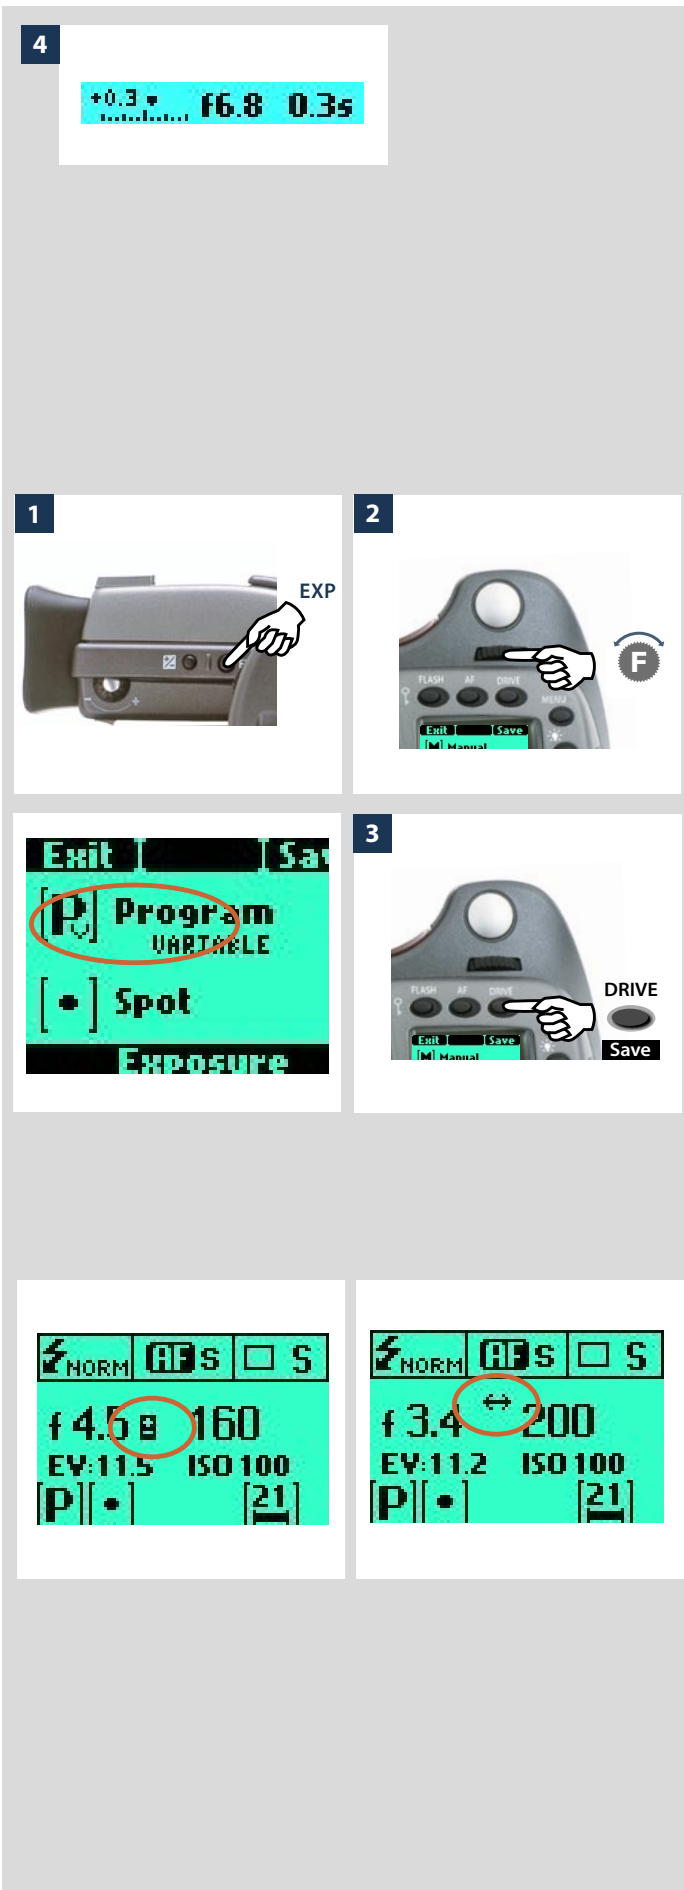 4
+0.3
f6.8 0.3s
1
EXP
2
FLASH AF DRIVE
MENU
Exit Save
[M] Manual
F
Exit
[P] Program
VARIABLE
[•] Spot
Exposure
3
FLASH AF DRIVE
Exit Save
[M] Manual
DRIVE
Save
NORM AF S S
f 4.5 160
EV:11.5 ISO 100
[P][•] [21]
NORM AF S S
f 3.4 ↔ 200
EV:11.2 ISO 100
[P][•] [21]